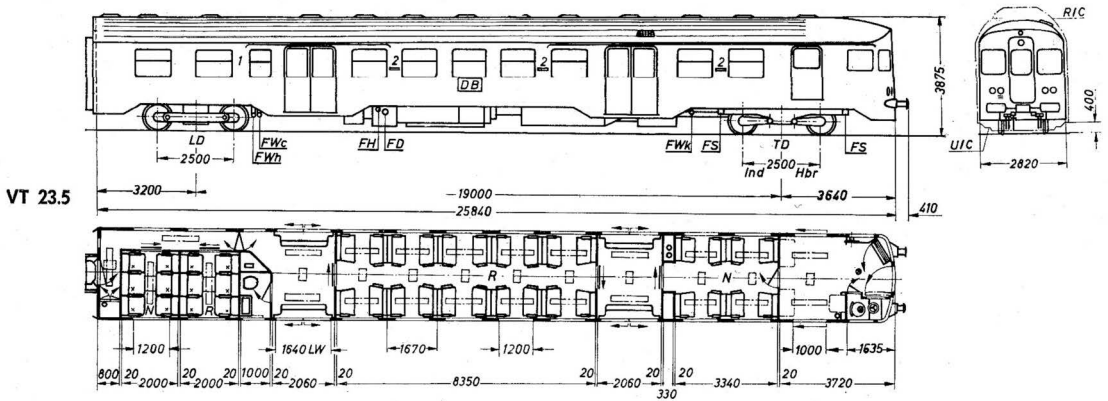 RIC
1 2 2 2
DB
3875
400
LD
FWc
FWh
FH FD
FWk FS
TD
FS
UIC
2500
2500
Ind Hbr
2820
VT 23.5
3200 19000 3640
25840 410
R N
N R
1200 1640 LW 1670 1200 1000 1635
800 20 20 20 1000 20 20 20 20 20
2000 2000 2060 8350 2060 3340 3720
330